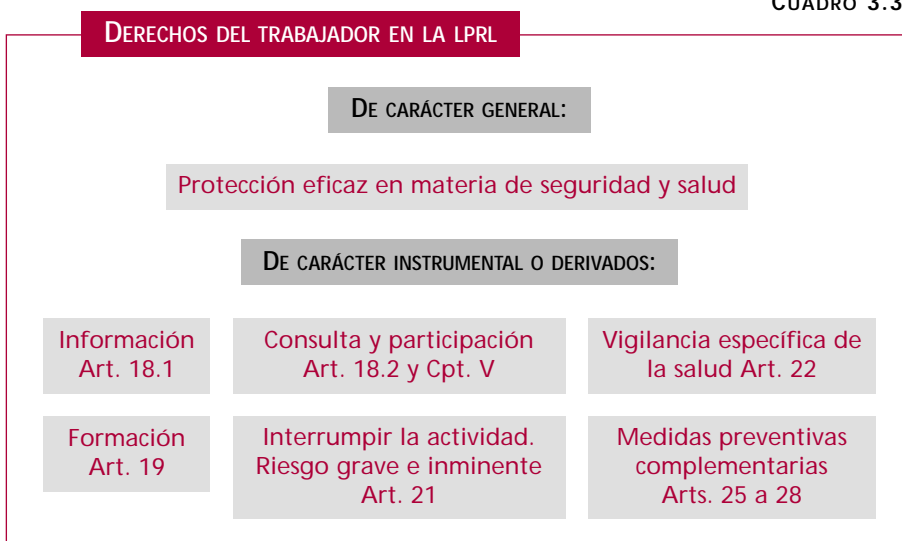 CUADRO 3.3
DERECHOS DEL TRABAJADOR EN LA LPRL
DE CARÁCTER GENERAL:
Protección eficaz en materia de seguridad y salud
DE CARÁCTER INSTRUMENTAL O DERIVADOS:
Información
Art. 18.1
Consulta y participación
Art. 18.2 y Cpt. V
Vigilancia específica de
la salud Art. 22
Formación
Art. 19
Interrumpir la actividad.
Riesgo grave e inminente
Art. 21
Medidas preventivas
complementarias
Arts. 25 a 28